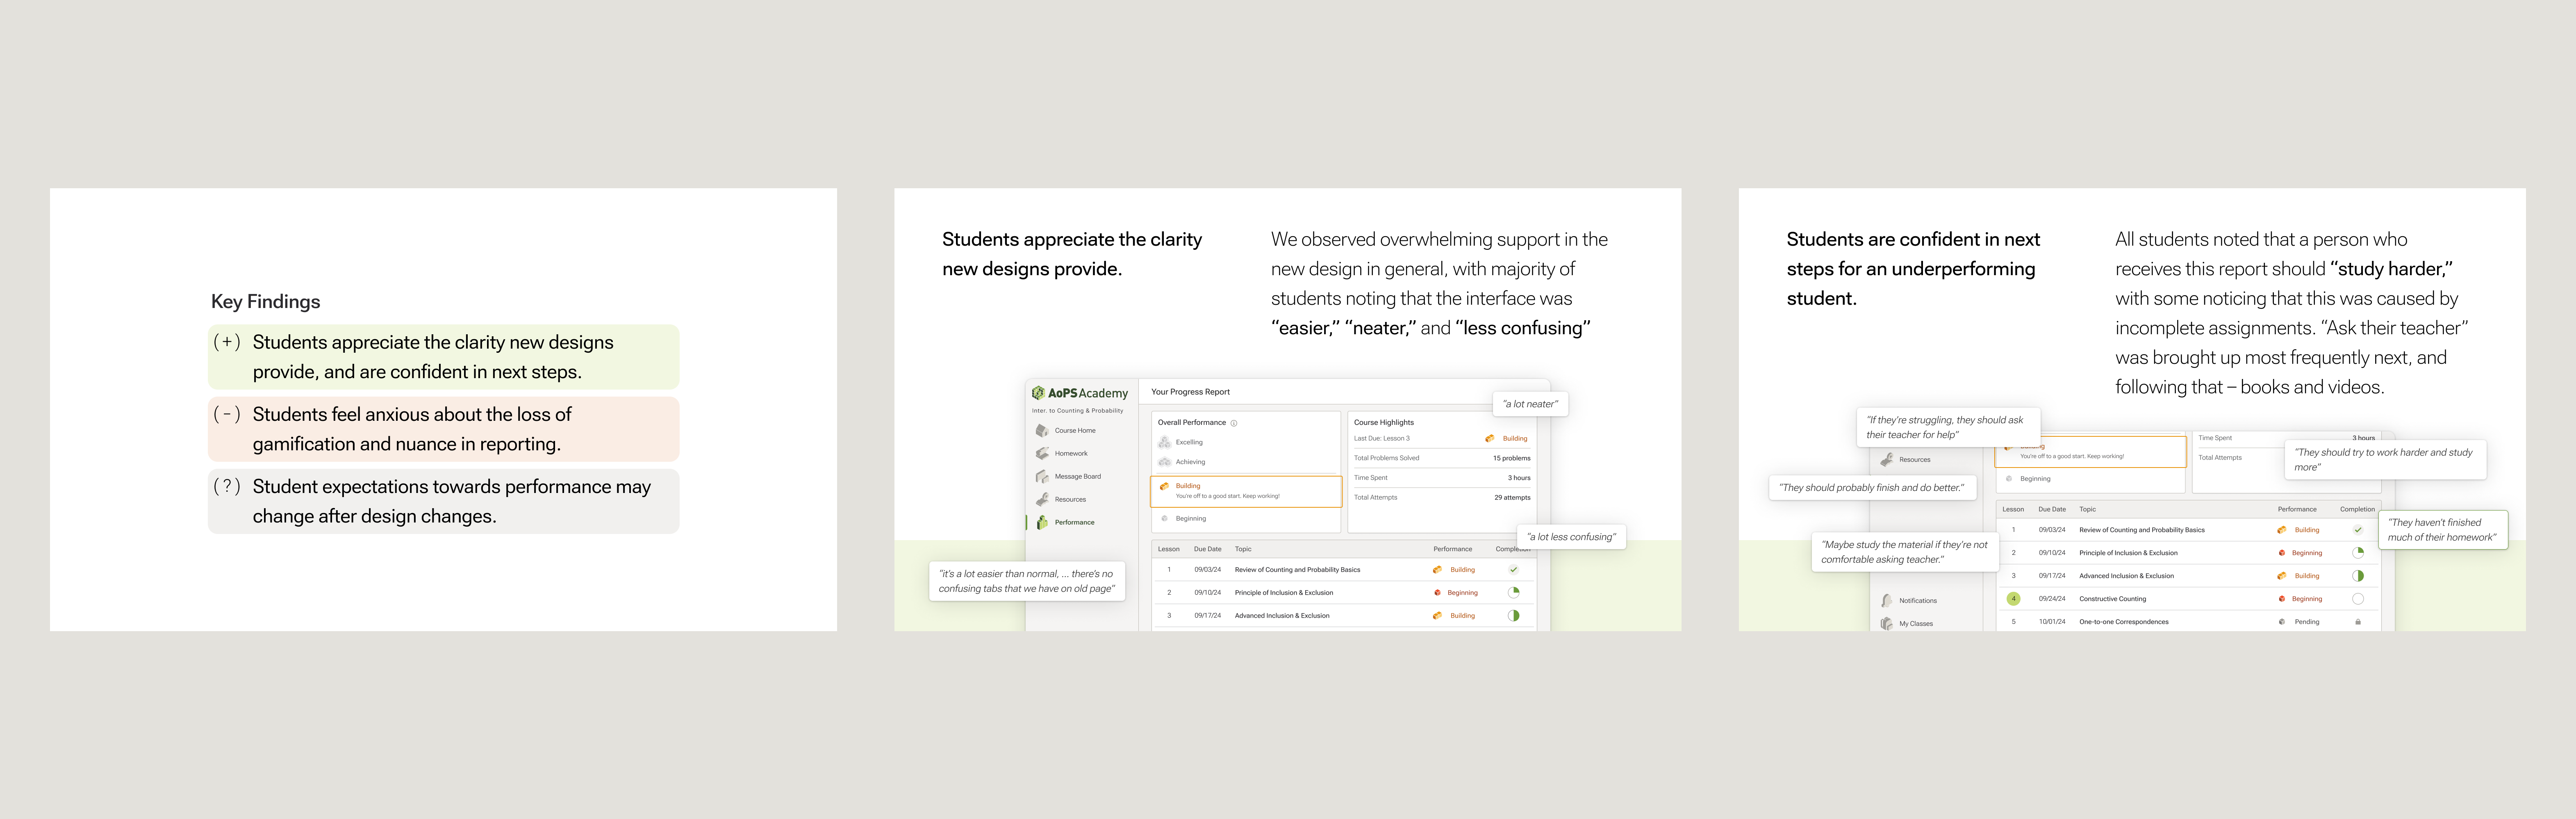 Key Findings
(+) Students appreciate the clarity new designs
provide, and are confident in next steps.
(-) Students feel anxious about the loss of
gamification and nuance in reporting.
(?) Student expectations towards performance may
change after design changes.
Students appreciate the clarity
new designs provide.
We observed overwhelming support in the
new design in general, with majority of
students noting that the interface was
“easier,” “neater,” and “less confusing”
AoPS Academy
Inter. to Counting & Probability
Course Home
Homework
Message Board
Resources
Performance
Your Progress Report
Overall Performance
Excelling
Achieving
Building
You're off to a good start. Keep working!
Beginning
Course Highlights
Last Due: Lesson 3 Building
Total Problems Solved 15 problems
Time Spent 3 hours
Total Attempts 29 attempts
Lesson Due Date Topic Performance Completion
1 09/03/24 Review of Counting and Probability Basics Building
2 09/10/24 Principle of Inclusion & Exclusion Beginning
3 09/17/24 Advanced Inclusion & Exclusion Building
“a lot neater”
“a lot less confusing”
“it's a lot easier than normal, ... there's no
confusing tabs that we have on old page”
Students are confident in next
steps for an underperforming
student.
All students noted that a person who
receives this report should “study harder,”
with some noticing that this was caused by
incomplete assignments. “Ask their teacher”
was brought up most frequently next, and
following that – books and videos.
“If they're struggling, they should ask
their teacher for help”
“They should probably finish and do better.”
“Maybe study the material if they're not
comfortable asking teacher.”
“They should try to work harder and study
more”
“They haven't finished
much of their homework”
Resources
Notifications
My Classes
You're off to a good start. Keep working!
Beginning
Time Spent 3 hours
Total Attempts
Lesson Due Date Topic Performance Completion
1 09/03/24 Review of Counting and Probability Basics Building
2 09/10/24 Principle of Inclusion & Exclusion Beginning
3 09/17/24 Advanced Inclusion & Exclusion Building
4 09/24/24 Constructive Counting Beginning
5 10/01/24 One-to-one Correspondences Pending